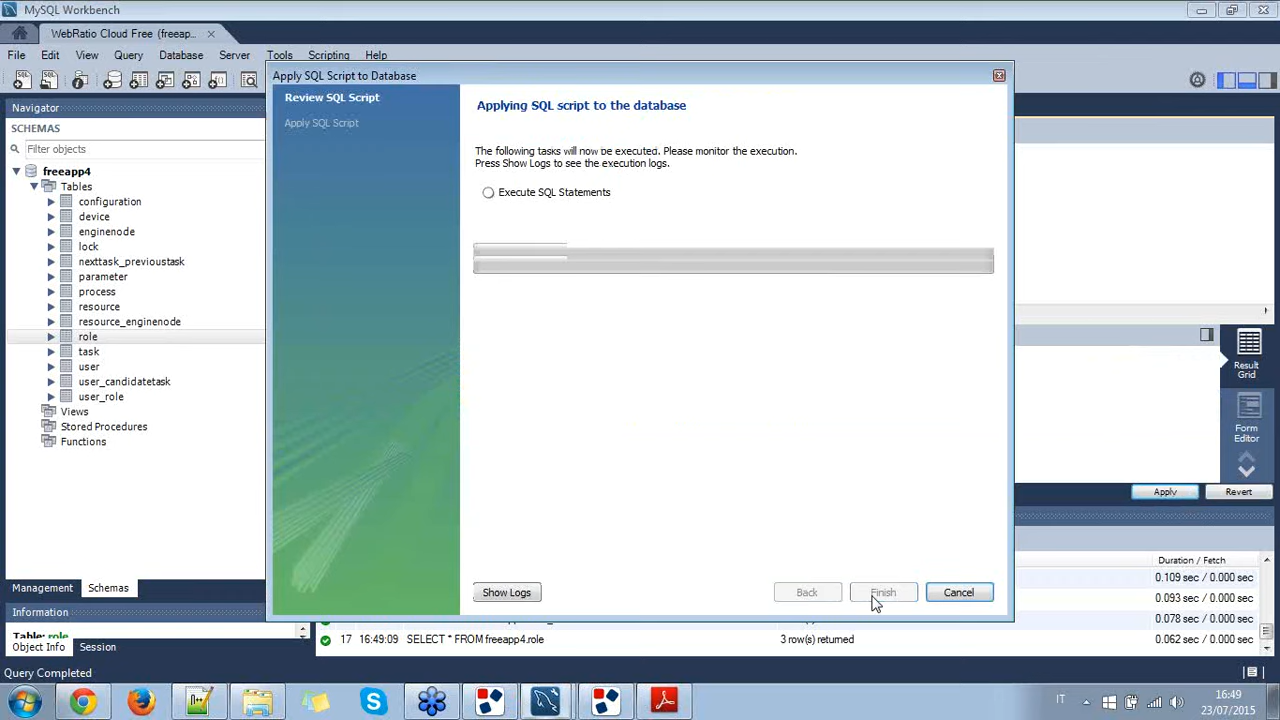 MySQL Workbench
WebRatio Cloud Free (freeap...
File Edit View Query Database Server Tools Scripting Help
Navigator
SCHEMAS
Filter objects
freeapp4
Tables
configuration
device
enginenode
lock
nexttask_previoustask
parameter
process
resource
resource_enginenode
role
task
user
user_candidatetask
user_role
Views
Stored Procedures
Functions
Management Schemas
Information
Object Info Session
Query Completed
Apply SQL Script to Database
Review SQL Script
Apply SQL Script
Applying SQL script to the database
The following tasks will now be executed. Please monitor the execution.
Press Show Logs to see the execution logs.
Execute SQL Statements
Show Logs Back Finish Cancel
Result
Grid
Form
Editor
Apply Revert
Duration / Fetch
0.109 sec / 0.000 sec
0.093 sec / 0.000 sec
0.078 sec / 0.000 sec
17 16:49:09 SELECT * FROM freeapp4.role 3 row(s) returned 0.062 sec / 0.000 sec
IT
16:49
23/07/2015